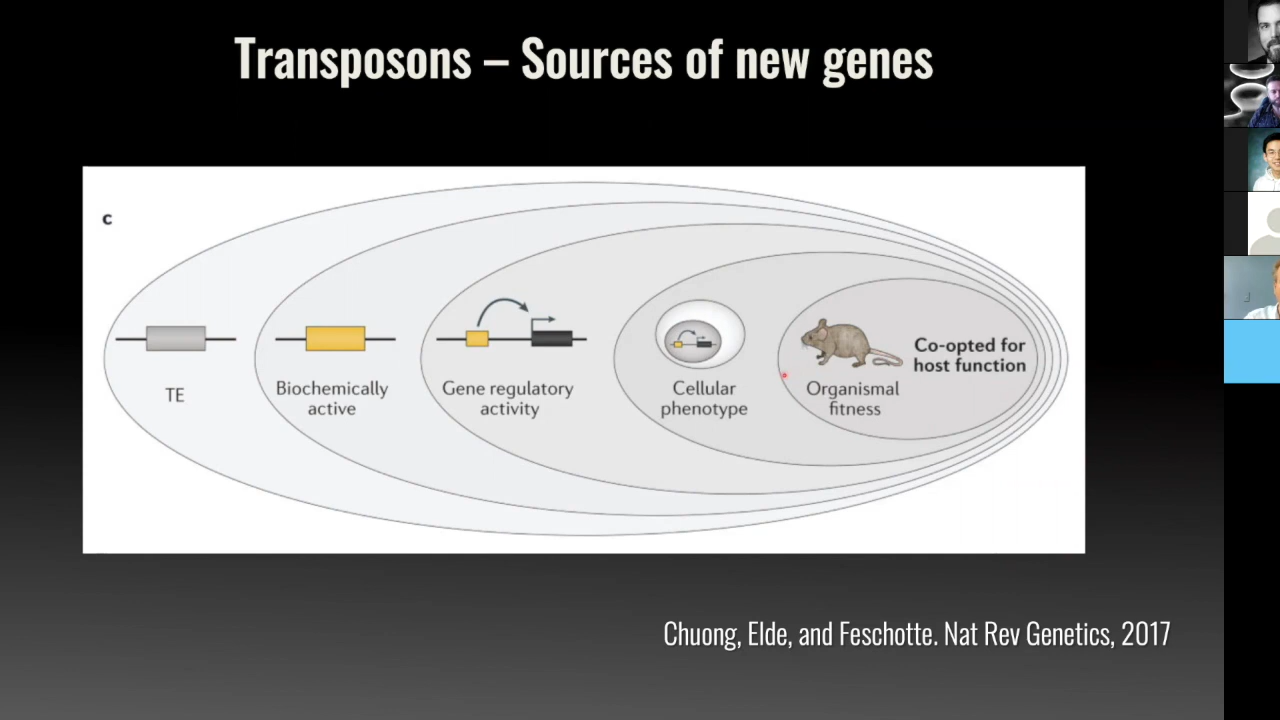 Transposons – Sources of new genes
c
TE
Biochemically
active
Gene regulatory
activity
Cellular
phenotype
Organismal
fitness
Co-opted for
host function
Chuong, Elde, and Feschotte. Nat Rev Genetics, 2017